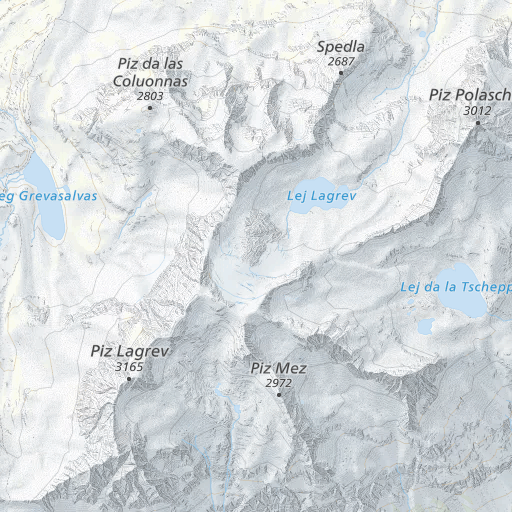 Spedla
2687
Piz da las
Coluonnas
2803
Piz Polasch
3012
eg Grevasalvas
Lej Lagrev
Lej da la Tschepp
Piz Lagrev
3165
Piz Mez
2972